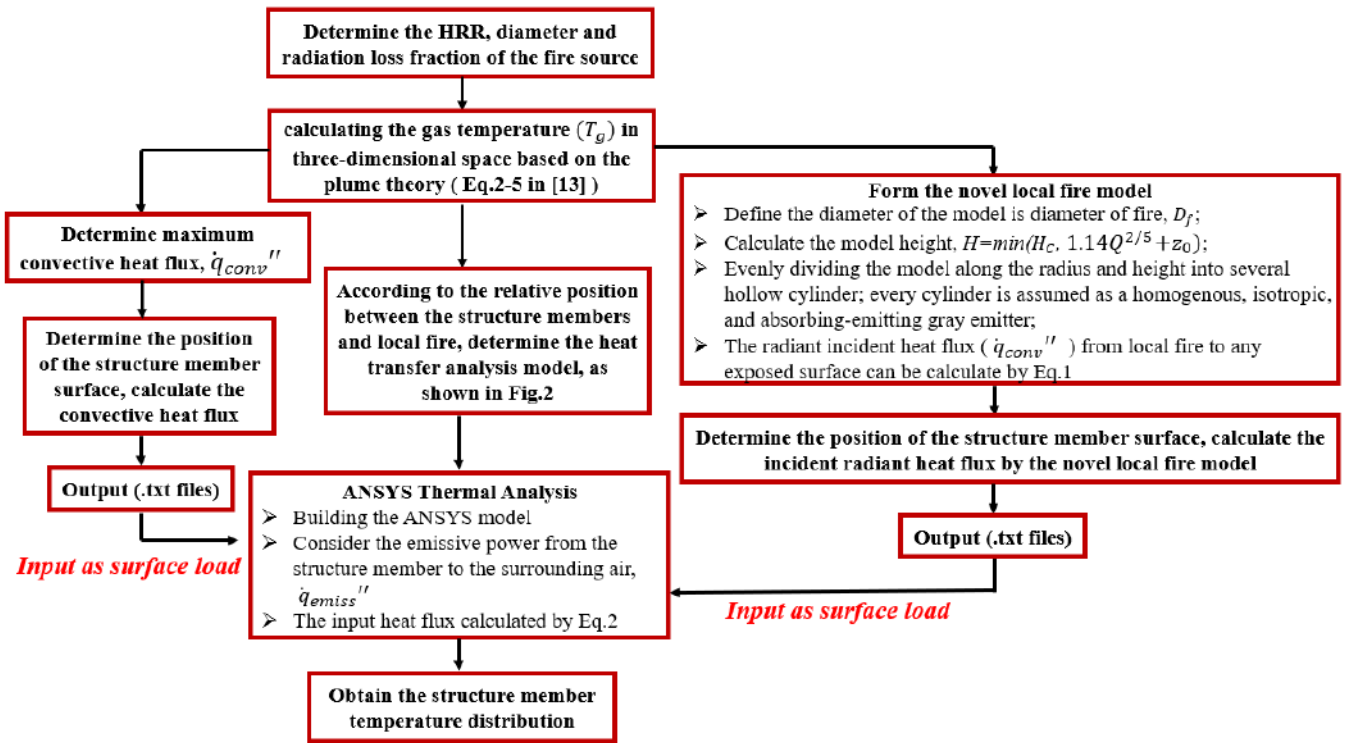 Determine the HRR, diameter and
radiation loss fraction of the fire source
calculating the gas temperature (T_g) in
three-dimensional space based on the
plume theory ( Eq.2-5 in [13] )
Determine maximum
convective heat flux, q̇_conv''
Determine the position
of the structure member
surface, calculate the
convective heat flux
Output (.txt files)
Input as surface load
According to the relative position
between the structure members
and local fire, determine the heat
transfer analysis model, as
shown in Fig.2
Form the novel local fire model
➢ Define the diameter of the model is diameter of fire, D_f;
➢ Calculate the model height, H=min(H_C, 1.14Q^{2/5}+z_0);
➢ Evenly dividing the model along the radius and height into several
hollow cylinder; every cylinder is assumed as a homogenous, isotropic,
and absorbing-emitting gray emitter;
➢ The radiant incident heat flux ( q̇_conv'' ) from local fire to any
exposed surface can be calculate by Eq.1
Determine the position of the structure member surface, calculate the
incident radiant heat flux by the novel local fire model
Output (.txt files)
Input as surface load
ANSYS Thermal Analysis
➢ Building the ANSYS model
➢ Consider the emissive power from the
structure member to the surrounding air,
q̇_emiss''
➢ The input heat flux calculated by Eq.2
Obtain the structure member
temperature distribution